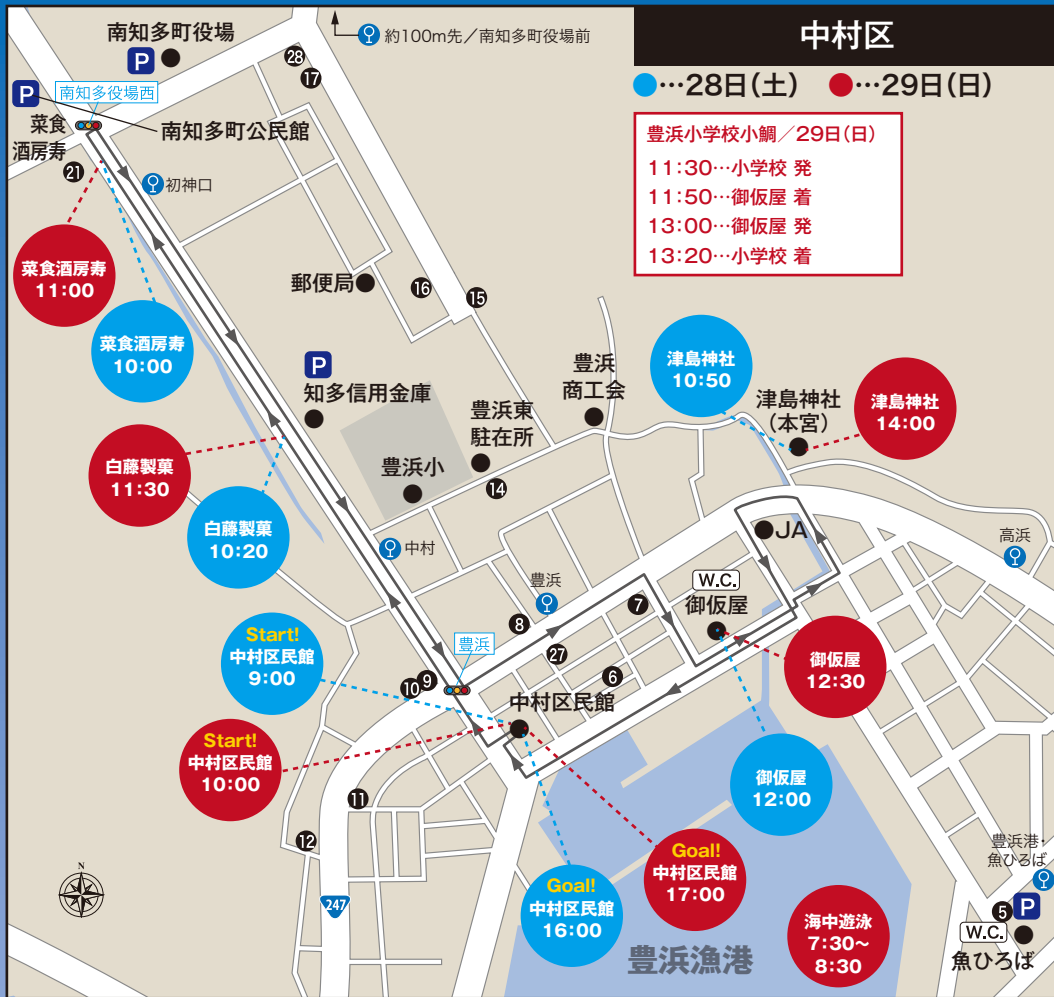 中村区
●…28日(土) ●…29日(日)
豊浜小学校小鯛／29日(日)
11:30…小学校 発
11:50…御仮屋 着
13:00…御仮屋 発
13:20…小学校 着
南知多町役場
P
約100m先／南知多町役場前
28
17
P
南知多役場西
菜食
酒房寿
南知多町公民館
21
初神口
菜食酒房寿
11:00
菜食酒房寿
10:00
郵便局
16
15
P
知多信用金庫
豊浜東
駐在所
豊浜
商工会
津島神社
10:50
津島神社
(本宮)
津島神社
14:00
白藤製菓
11:30
豊浜小
14
白藤製菓
10:20
中村
JA
高浜
豊浜
W.C.
御仮屋
7
8
Start!
中村区民館
9:00
豊浜
27
6
御仮屋
12:30
10
9
中村区民館
Start!
中村区民館
10:00
御仮屋
12:00
11
12
N
247
Goal!
中村区民館
16:00
Goal!
中村区民館
17:00
海中遊泳
7:30～
8:30
豊浜漁港
豊浜港・
魚ひろば
5
P
W.C.
魚ひろば